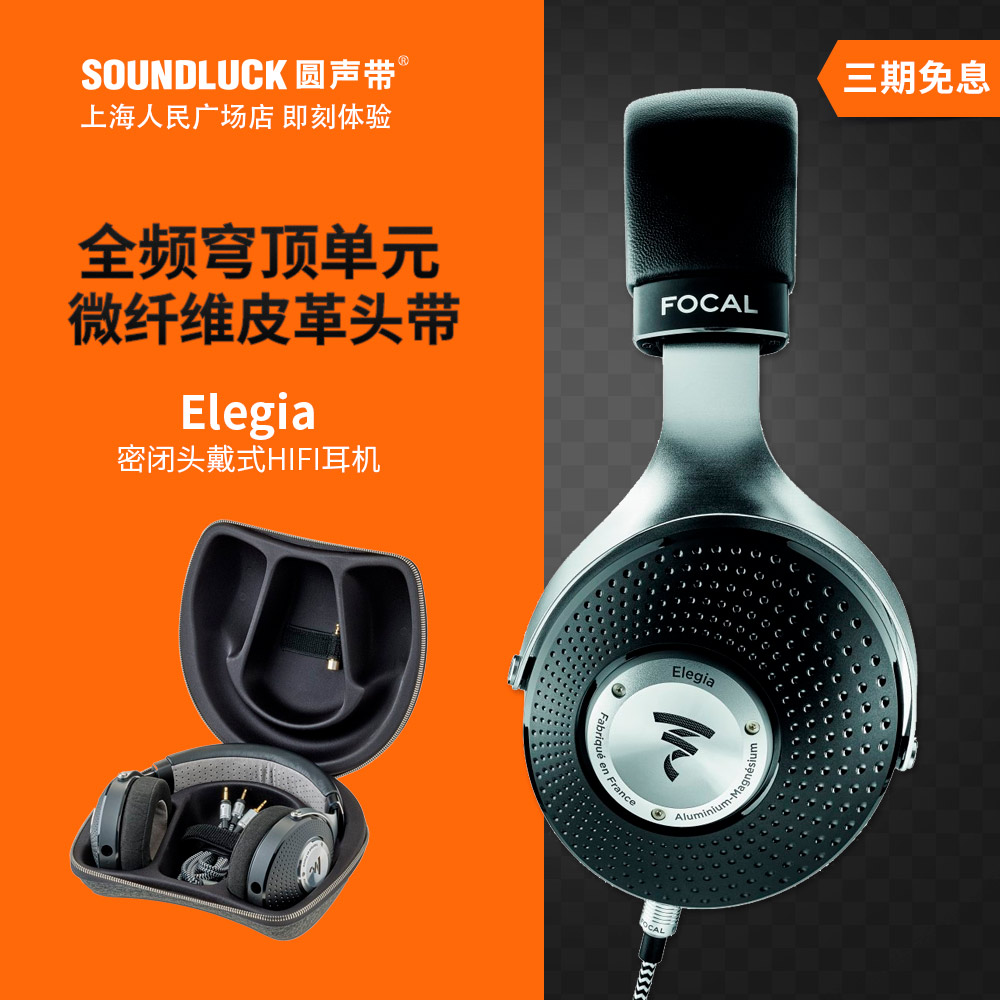 SOUNDLUCK 圆声带®
上海人民广场店 即刻体验
三期免息
全频穹顶单元
微纤维皮革头带
Elegia
密闭头戴式HIFI耳机
FOCAL
Elegia
Fabriqué en France
Aluminium-Magnésium
FOCAL